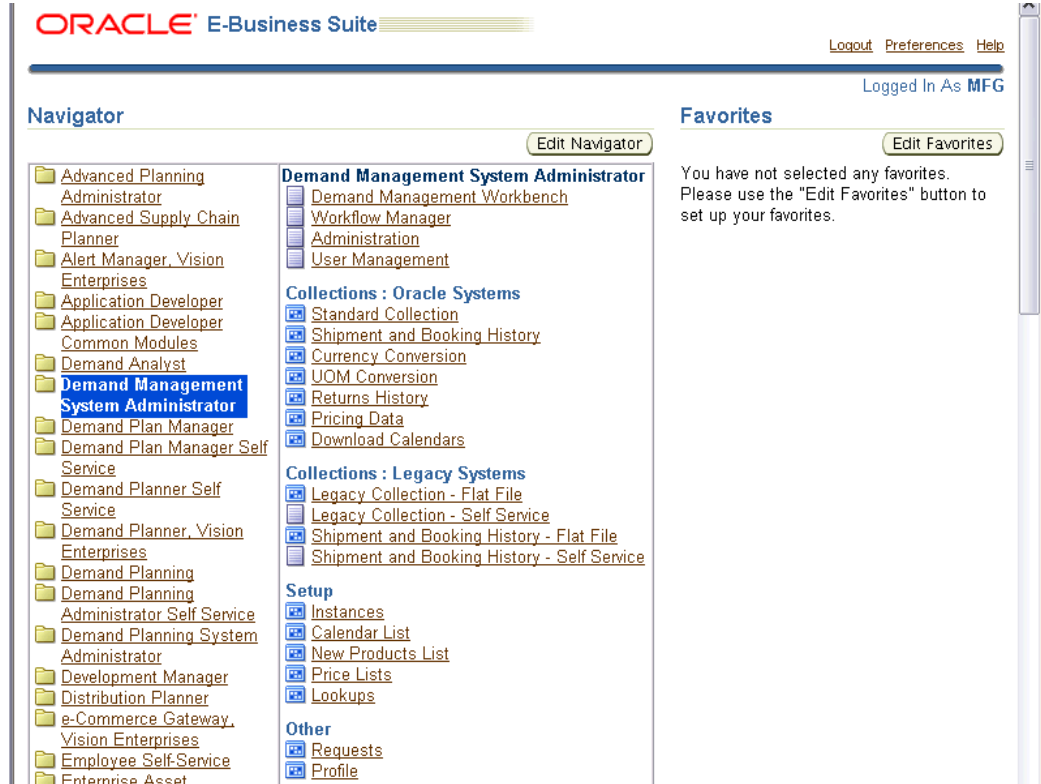 ORACLE E-Business Suite
Logout Preferences Help
Logged In As MFG
Navigator
Edit Navigator
Advanced Planning
Administrator
Advanced Supply Chain
Planner
Alert Manager, Vision
Enterprises
Application Developer
Application Developer
Common Modules
Demand Analyst
Demand Management
System Administrator
Demand Plan Manager
Demand Plan Manager Self
Service
Demand Planner Self
Service
Demand Planner, Vision
Enterprises
Demand Planning
Demand Planning
Administrator Self Service
Demand Planning System
Administrator
Development Manager
Distribution Planner
e-Commerce Gateway,
Vision Enterprises
Employee Self-Service
Enterprise Asset
Demand Management System Administrator
Demand Management Workbench
Workflow Manager
Administration
User Management
Collections : Oracle Systems
Standard Collection
Shipment and Booking History
Currency Conversion
UOM Conversion
Returns History
Pricing Data
Download Calendars
Collections : Legacy Systems
Legacy Collection - Flat File
Legacy Collection - Self Service
Shipment and Booking History - Flat File
Shipment and Booking History - Self Service
Setup
Instances
Calendar List
New Products List
Price Lists
Lookups
Other
Requests
Profile
Favorites
Edit Favorites
You have not selected any favorites.
Please use the "Edit Favorites" button to
set up your favorites.